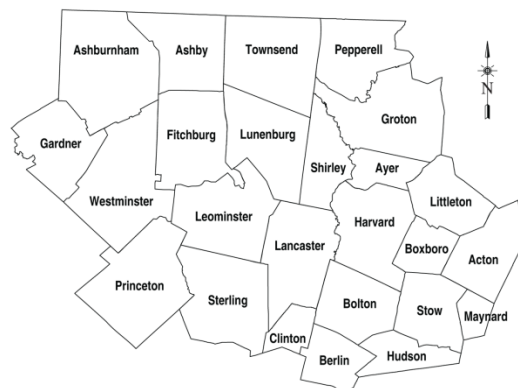 Ashburnham
Ashby
Townsend
Pepperell
N
Groton
Gardner
Fitchburg
Lunenburg
Shirley
Ayer
Westminster
Leominster
Harvard
Littleton
Lancaster
Boxboro
Acton
Princeton
Sterling
Bolton
Stow
Maynard
Clinton
Berlin
Hudson